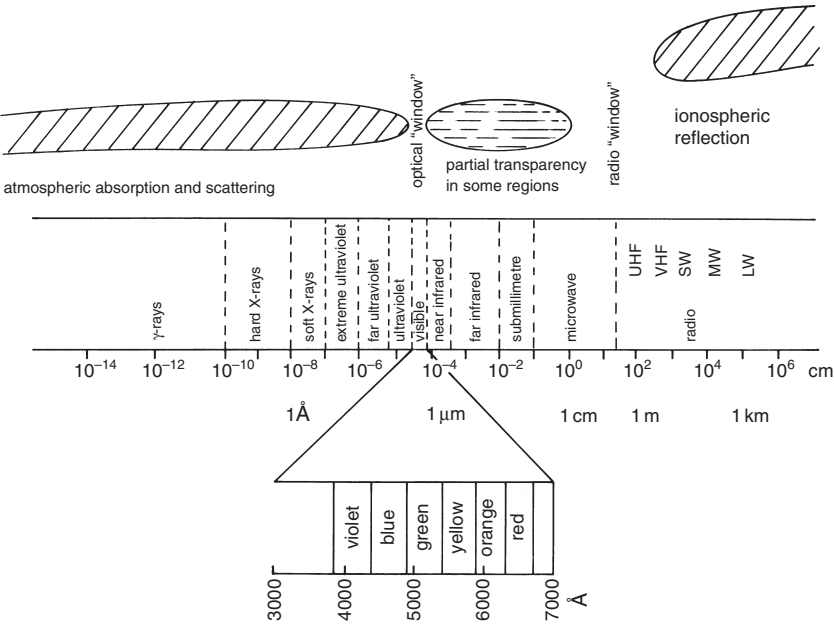 optical “window”
radio “window”
ionospheric
reflection
partial transparency
in some regions
atmospheric absorption and scattering
γ-rays
hard X-rays
soft X-rays
extreme ultraviolet
far ultraviolet
ultraviolet
visible
near infrared
far infrared
submillimetre
microwave
UHF
VHF
SW
MW
LW
radio
10⁻¹⁴ 10⁻¹² 10⁻¹⁰ 10⁻⁸ 10⁻⁶ 10⁻⁴ 10⁻² 10⁰ 10² 10⁴ 10⁶ cm
1Å 1 μm 1 cm 1 m 1 km
violet
blue
green
yellow
orange
red
3000 4000 5000 6000 7000 Å